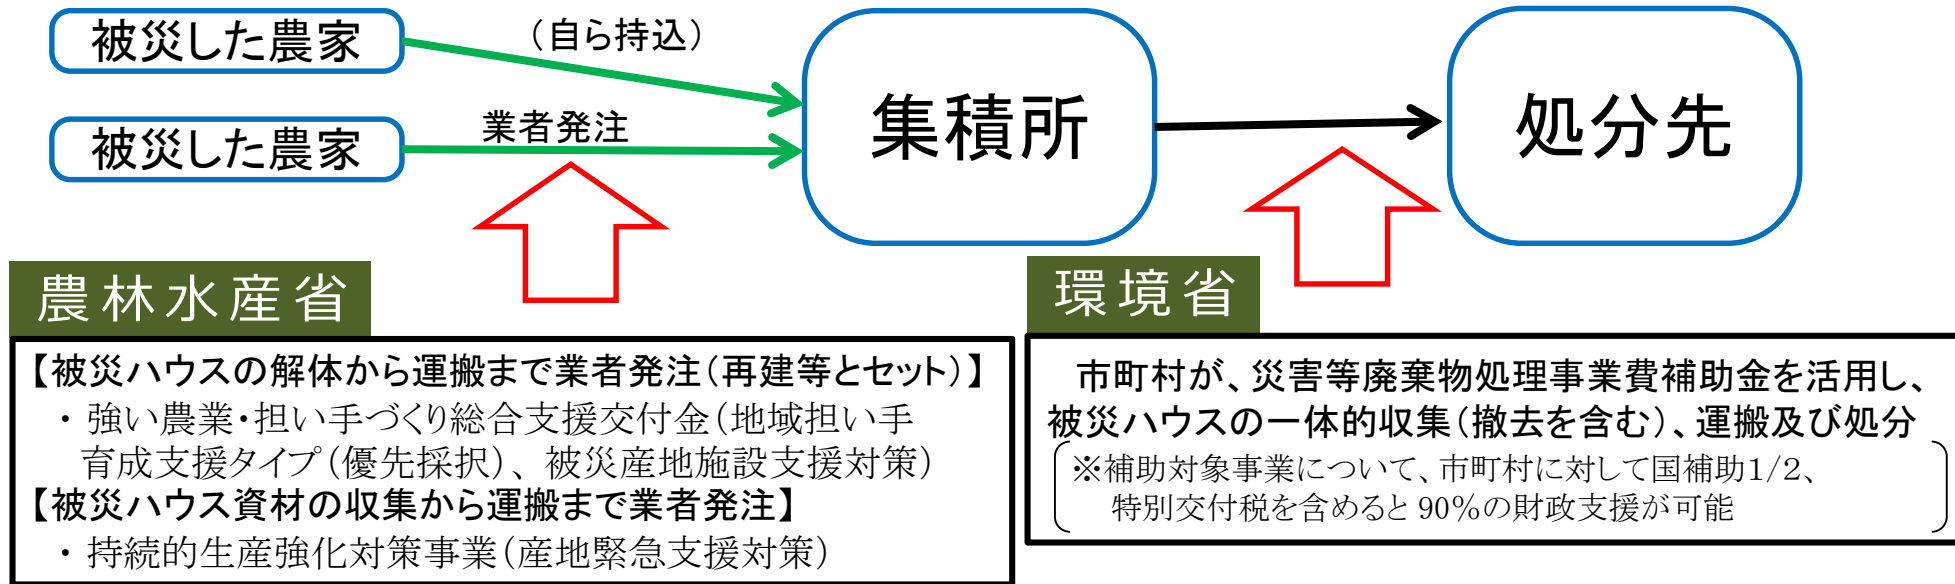 被災した農家
(自ら持込)
被災した農家
業者発注
集積所
処分先
農林水産省
【被災ハウスの解体から運搬まで業者発注(再建等とセット)】
・強い農業・担い手づくり総合支援交付金(地域担い手
育成支援タイプ(優先採択)、被災産地施設支援対策)
【被災ハウス資材の収集から運搬まで業者発注】
・持続的生産強化対策事業(産地緊急支援対策)
環境省
市町村が、災害等廃棄物処理事業費補助金を活用し、
被災ハウスの一体的収集(撤去を含む)、運搬及び処分
※補助対象事業について、市町村に対して国補助1/2、
特別交付税を含めると90%の財政支援が可能